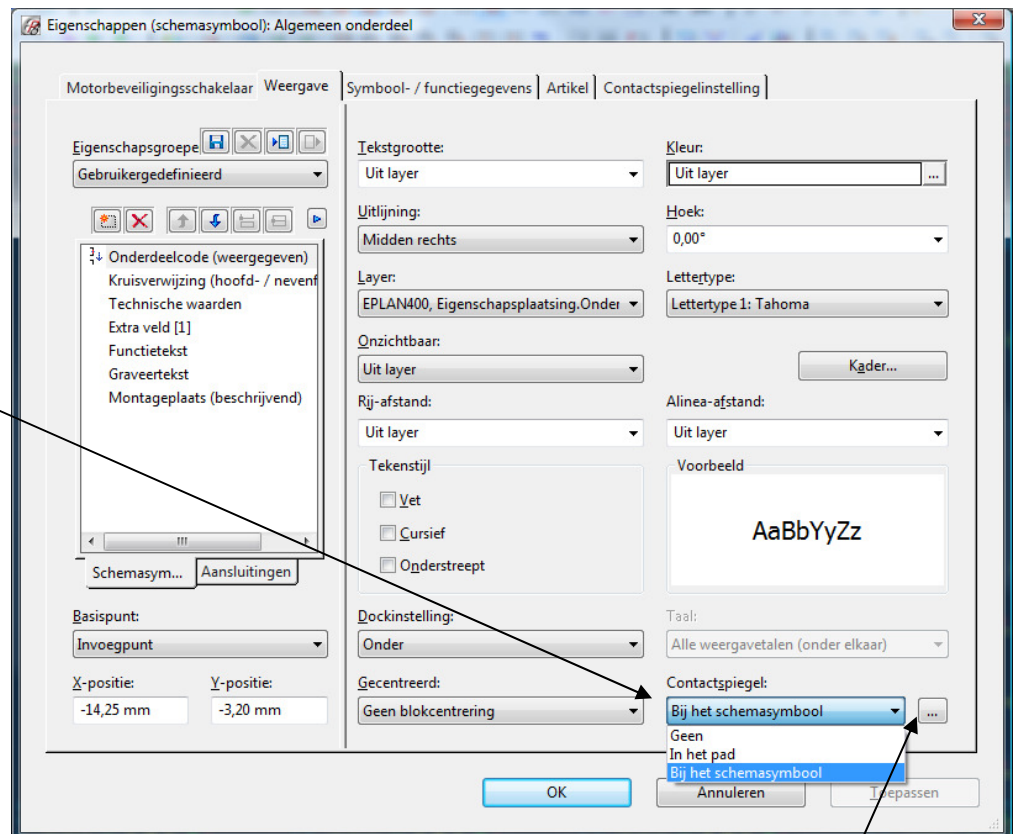 Eigenschappen (schemasymbool): Algemeen onderdeel
Motorbeveiligingsschakelaar Weergave Symbool- / functiegegevens Artikel Contactspiegelinstelling
Eigenschapsgroepe
Gebruikergedefinieerd
Onderdeelcode (weergegeven)
Kruisverwijzing (hoofd- / nevenf
Technische waarden
Extra veld [1]
Functietekst
Graveertekst
Montageplaats (beschrijvend)
Schemasym... Aansluitingen
Basispunt:
Invoegpunt
X-positie: Y-positie:
-14,25 mm -3,20 mm
Tekstgrootte: Kleur:
Uit layer Uit layer ...
Uitlijning: Hoek:
Midden rechts 0,00°
Layer: Lettertype:
EPLAN400, Eigenschapsplaatsing.Onder Lettertype 1: Tahoma
Onzichtbaar:
Uit layer Kader...
Rij-afstand: Alinea-afstand:
Uit layer Uit layer
Tekenstijl Voorbeeld
Vet
Cursief AaBbYyZz
Onderstreept
Dockinstelling: Taal:
Onder Alle weergavetalen (onder elkaar)
Gecentreerd: Contactspiegel:
Geen blokcentrering Bij het schemasymbool ...
Geen
In het pad
Bij het schemasymbool
OK Annuleren Toepassen